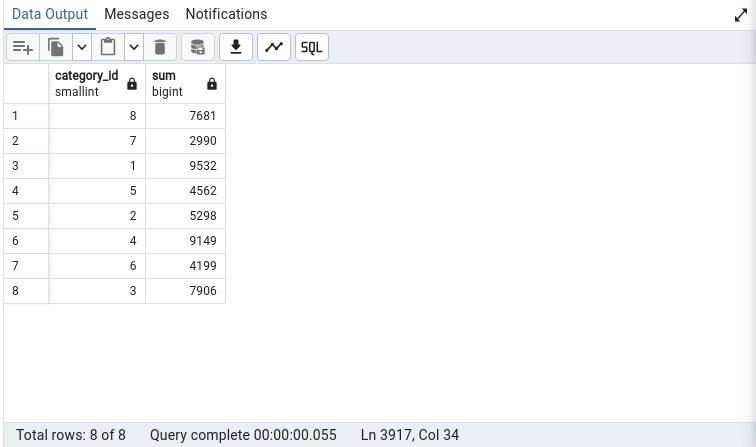 Data Output Messages Notifications
SQL
category_id sum
smallint bigint
1 8 7681
2 7 2990
3 1 9532
4 5 4562
5 2 5298
6 4 9149
7 6 4199
8 3 7906
Total rows: 8 of 8 Query complete 00:00:00.055 Ln 3917, Col 34